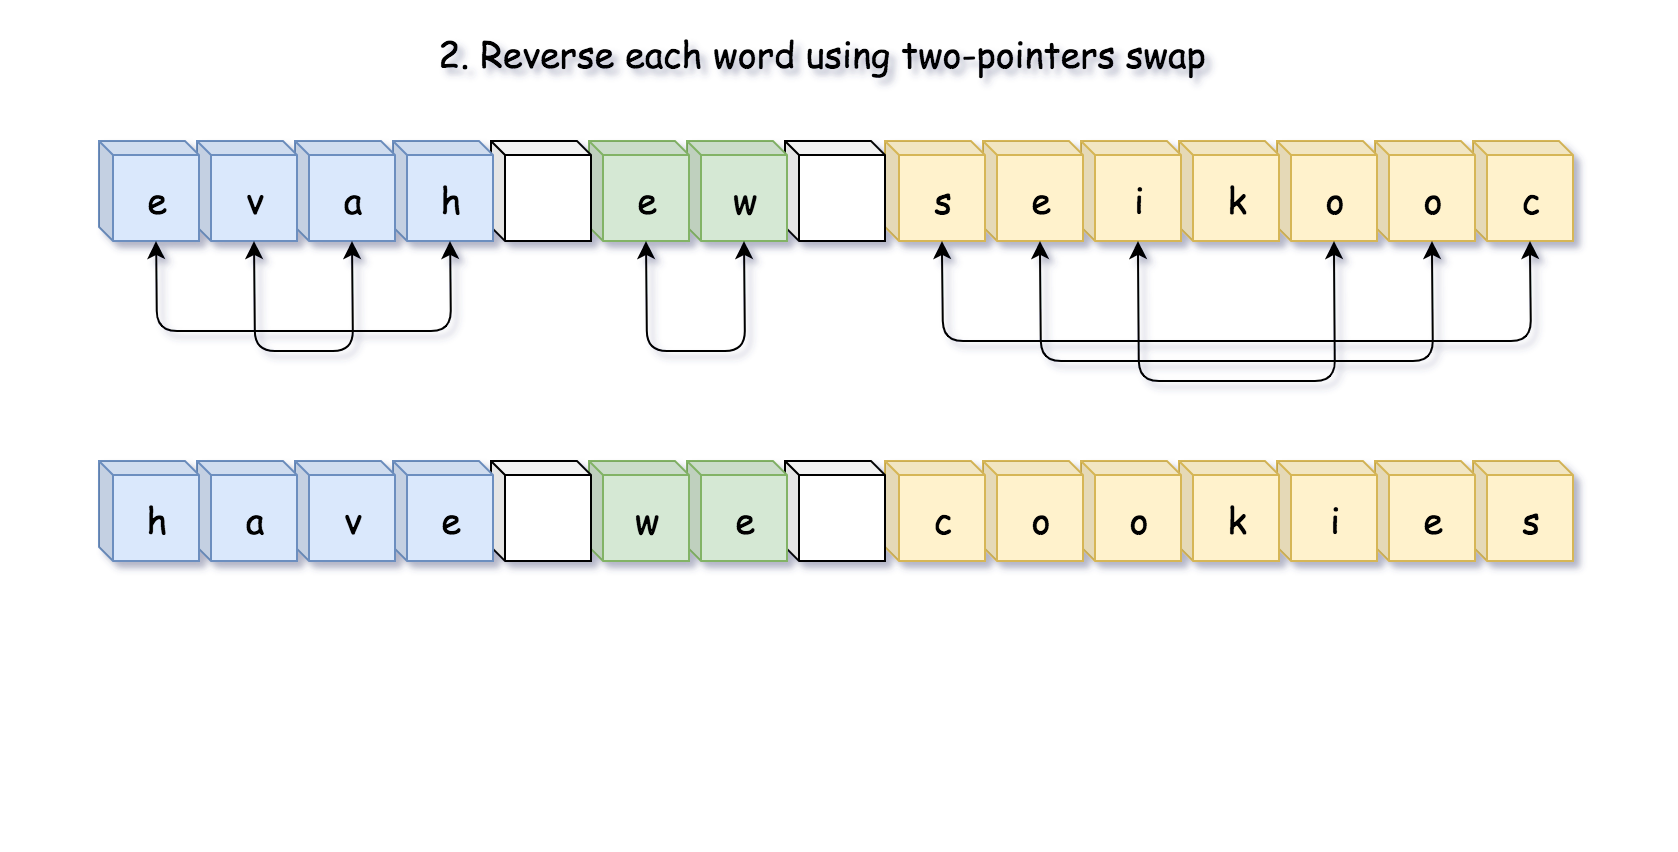 2. Reverse each word using two-pointers swap
e v a h e w s e i k o o c
h a v e w e c o o k i e s